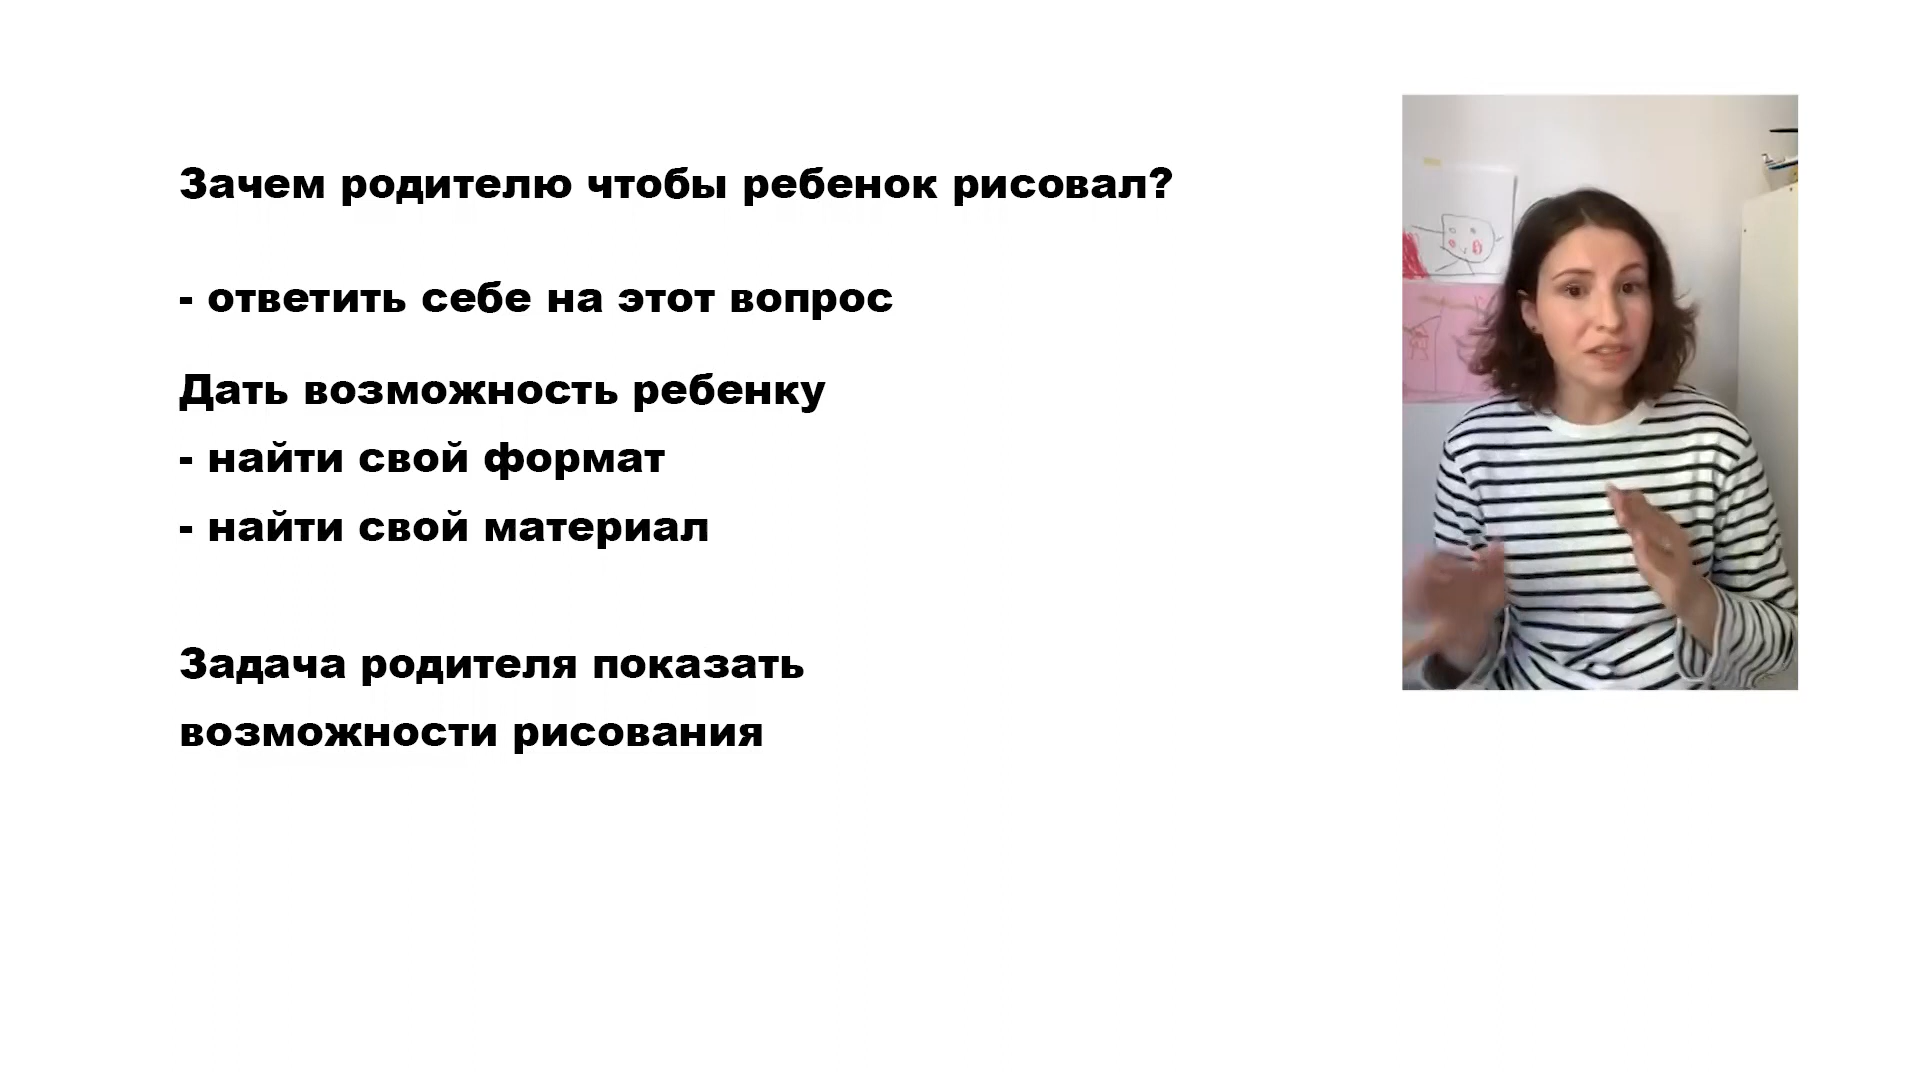 Зачем родителю чтобы ребенок рисовал?
- ответить себе на этот вопрос
Дать возможность ребенку
- найти свой формат
- найти свой материал
Задача родителя показать
возможности рисования